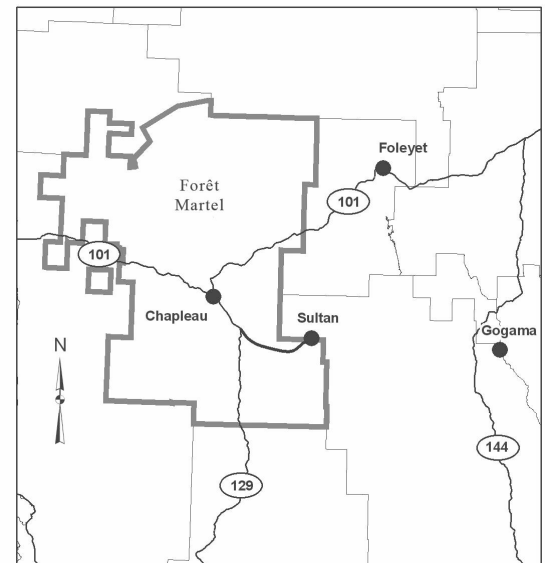 Foleyet
Forêt
Martel
101
101
Chapleau
Sultan
Gogama
N
144
129